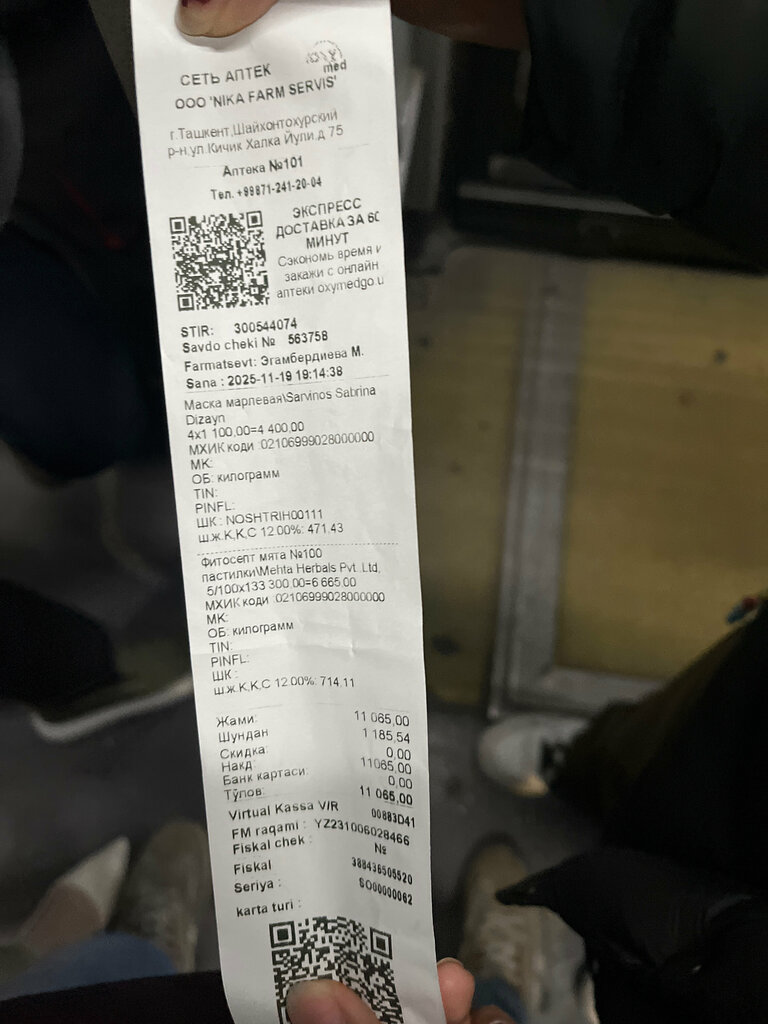 СЕТЬ АПТЕК
med
ООО 'NIKA FARM SERVIS'
г.Ташкент,Шайхонтохурский
р-н,ул.Кичик Халка Йули,д 75
Аптека №101
Тел. +99871-241-20-04
ЭКСПРЕСС
ДОСТАВКА ЗА 60
МИНУТ
Сэкономь время и
закажи с онлайн
аптеки oxymedgo.u
STIR: 300544074
Savdo cheki № 563758
Farmatsevt: Эгамбердиева М.
Sana : 2025-11-19 19:14:38
Маска марлевая\Sarvinos Sabrina
Dizayn
4x1 100,00=4 400,00
МХИК коди :02106999028000000
МК:
ОБ: килограмм
TIN:
PINFL:
ШК : NOSHTRIH00111
ш.ж.К,К,С 12.00%: 471.43
Фитосепт мята №100
пастилки\Mehta Herbals Pvt. Ltd,
5/100x133 300.00=6 665.00
МХИК коди :02106999028000000
МК:
ОБ: килограмм
TIN:
PINFL:
ШК :
ш.ж.К,К,С 12.00%: 714.11
Жами: 11 065,00
Шундан 1 185,54
Скидка: 0,00
Накд: 11065,00
Банк картаси: 0,00
Тўлов: 11 065,00
Virtual Kassa V/R 00883D41
FM raqami : YZ231006028466
Fiskal chek : №
Fiskal 388436505520
Seriya : SO00000062
karta turi :